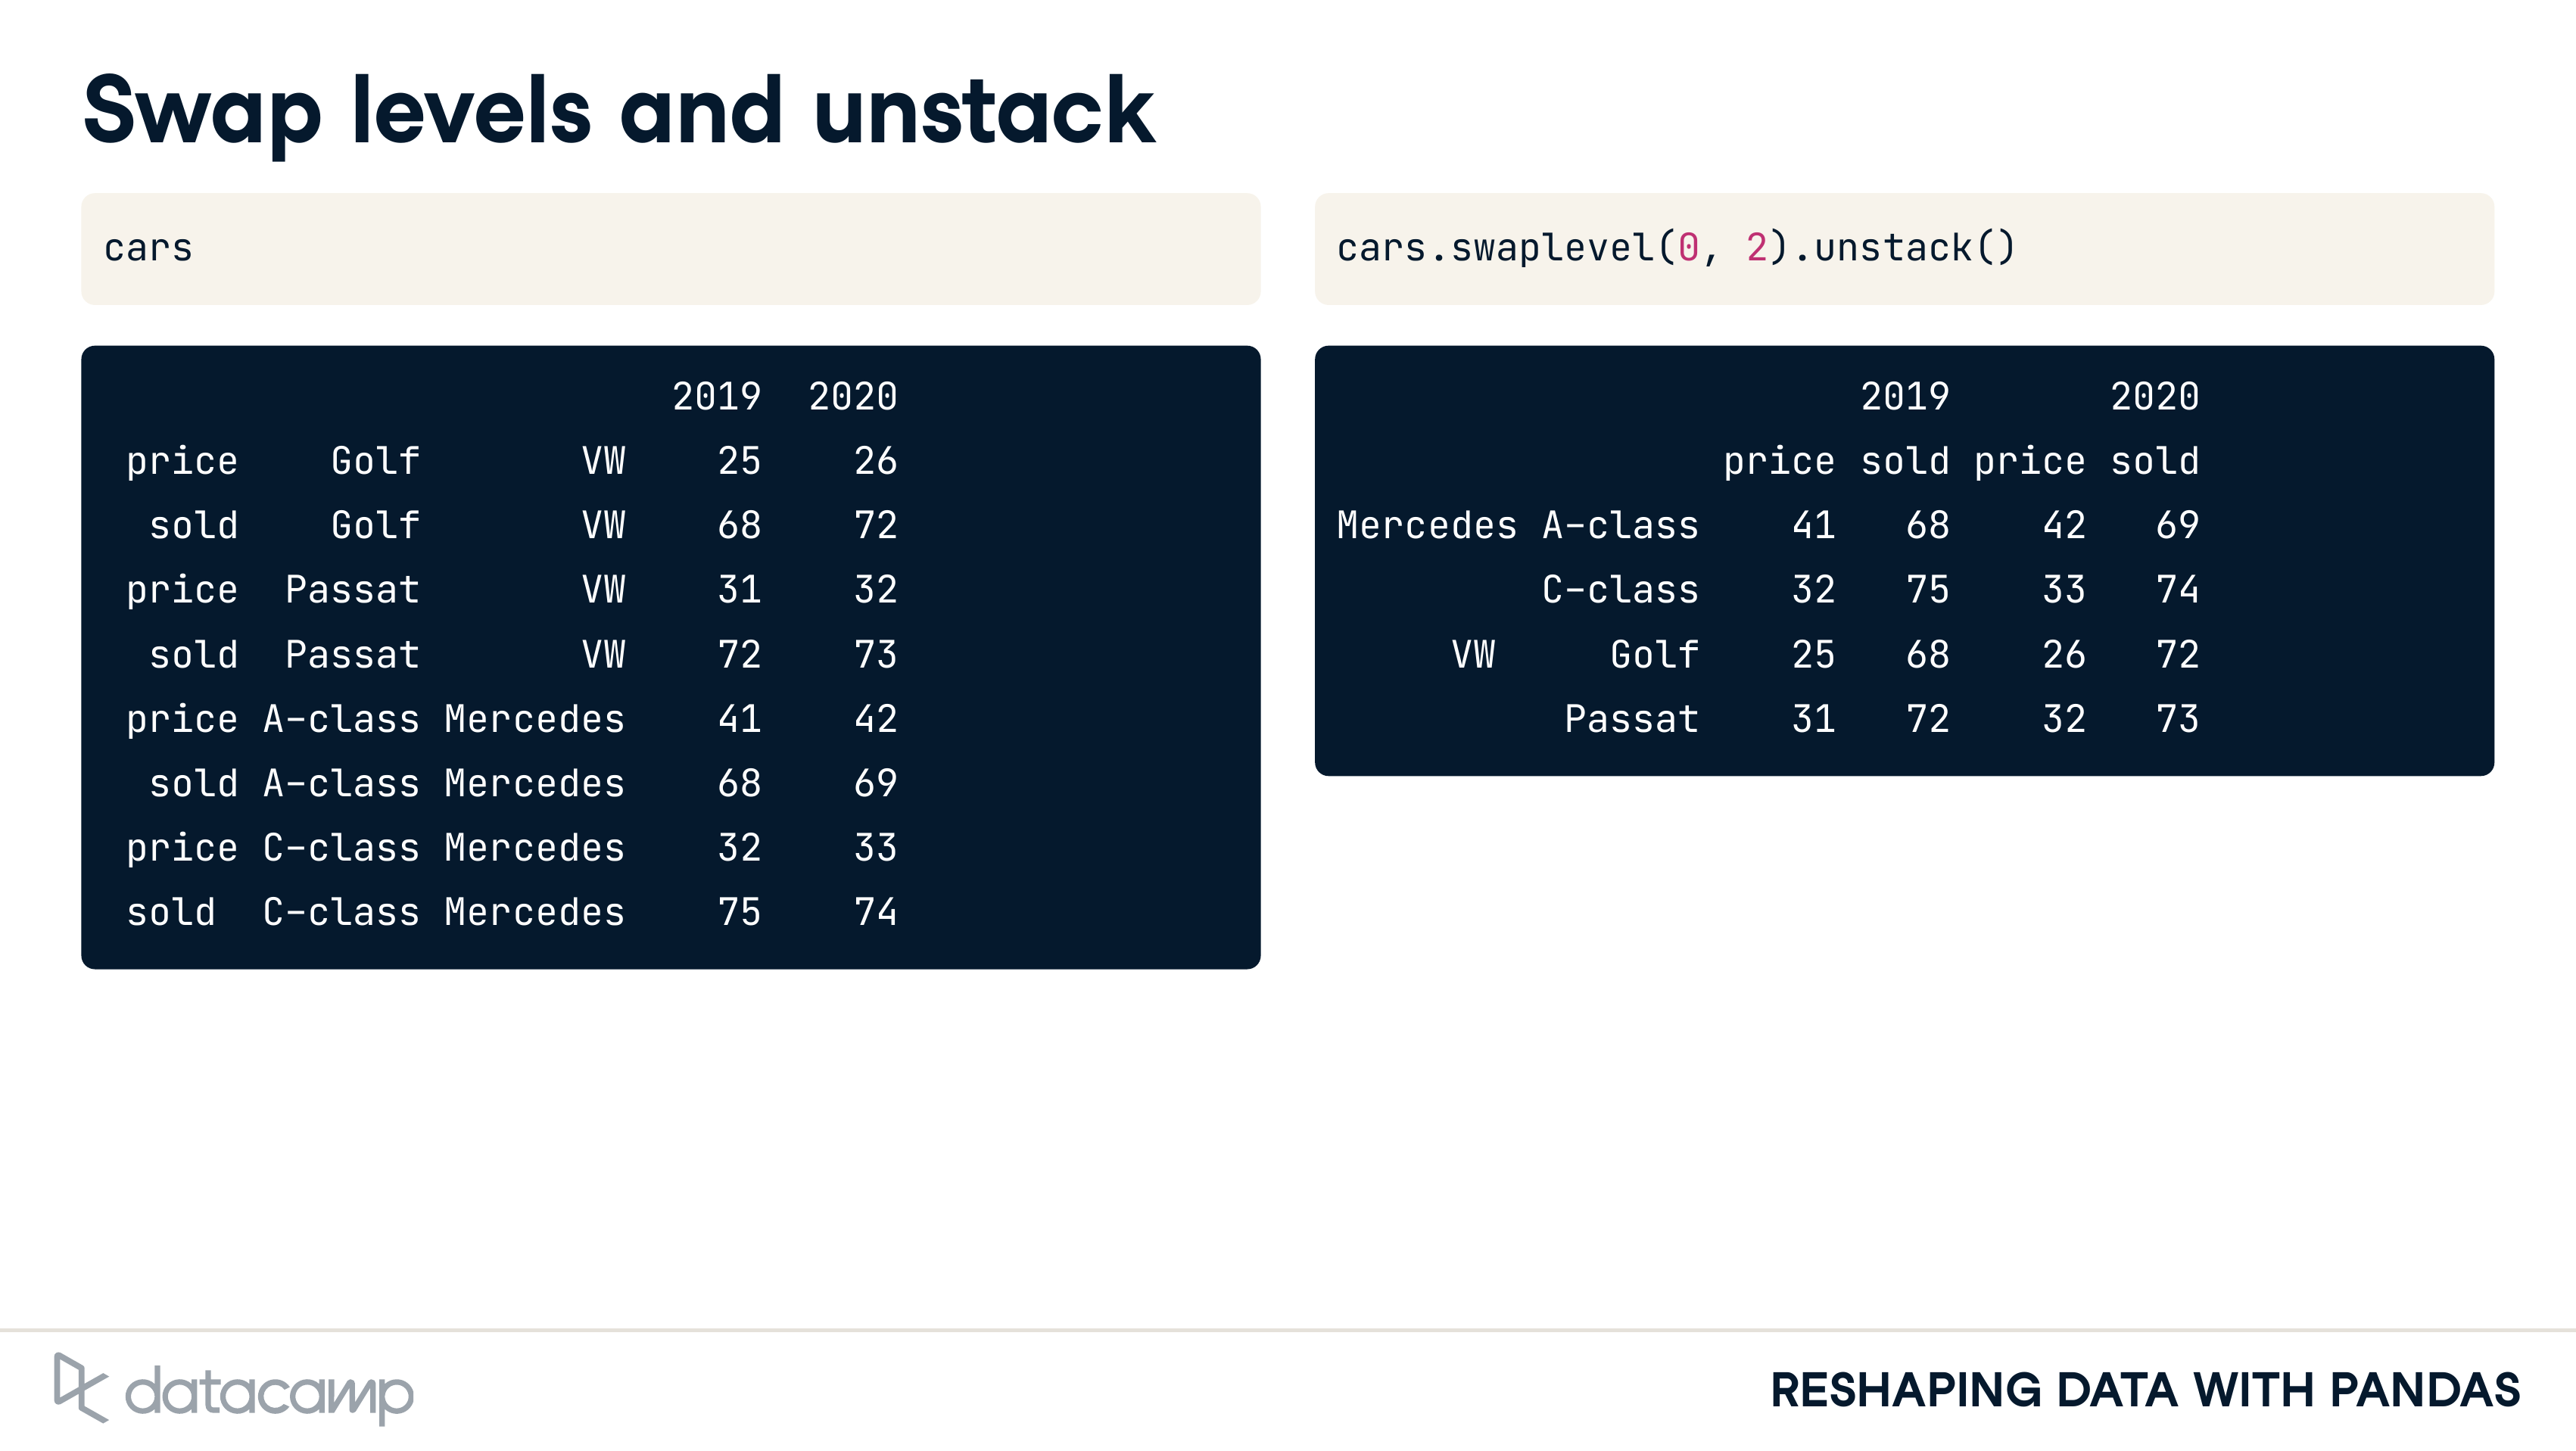 Swap levels and unstack
cars
                         2019  2020
 price    Golf       VW    25    26
  sold    Golf       VW    68    72
 price  Passat       VW    31    32
  sold  Passat       VW    72    73
 price A-class Mercedes    41    42
  sold A-class Mercedes    68    69
 price C-class Mercedes    32    33
 sold  C-class Mercedes    75    74
cars.swaplevel(0, 2).unstack()
                       2019       2020
                 price sold price sold
Mercedes A-class    41   68    42   69
         C-class    32   75    33   74
     VW     Golf    25   68    26   72
          Passat    31   72    32   73
datacamp
RESHAPING DATA WITH PANDAS